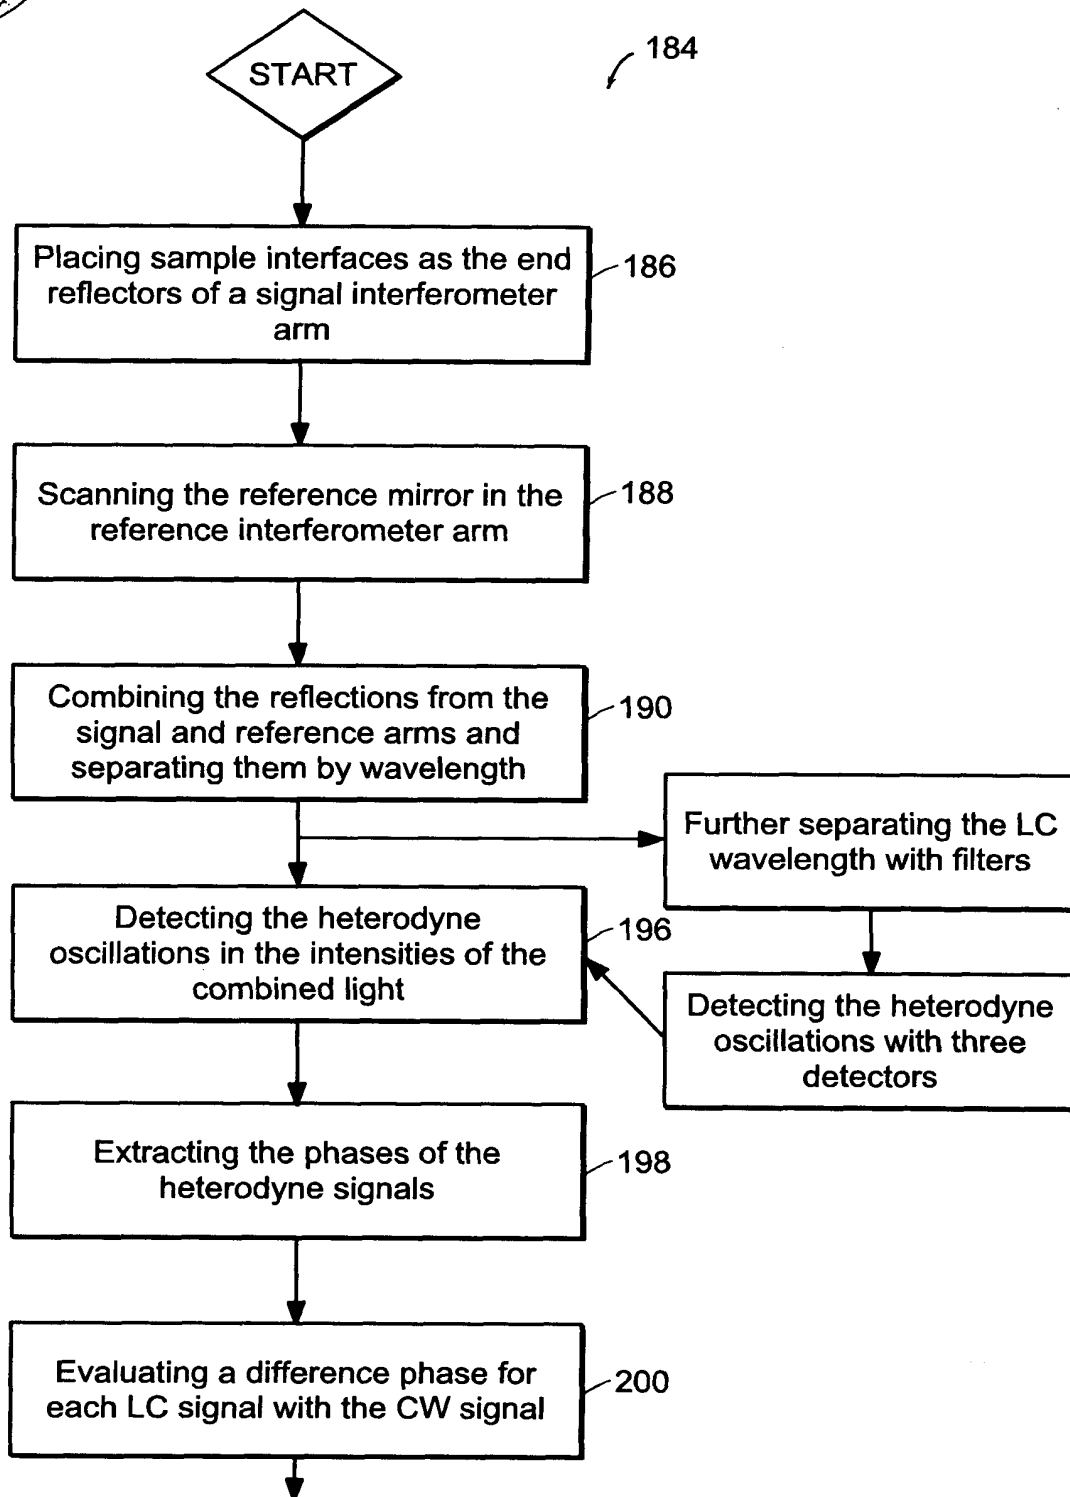 START
184
Placing sample interfaces as the end
reflectors of a signal interferometer
arm
186
Scanning the reference mirror in the
reference interferometer arm
188
Combining the reflections from the
signal and reference arms and
separating them by wavelength
190
Further separating the LC
wavelength with filters
Detecting the heterodyne
oscillations in the intensities of the
combined light
196
Detecting the heterodyne
oscillations with three
detectors
Extracting the phases of the
heterodyne signals
198
Evaluating a difference phase for
each LC signal with the CW signal
200